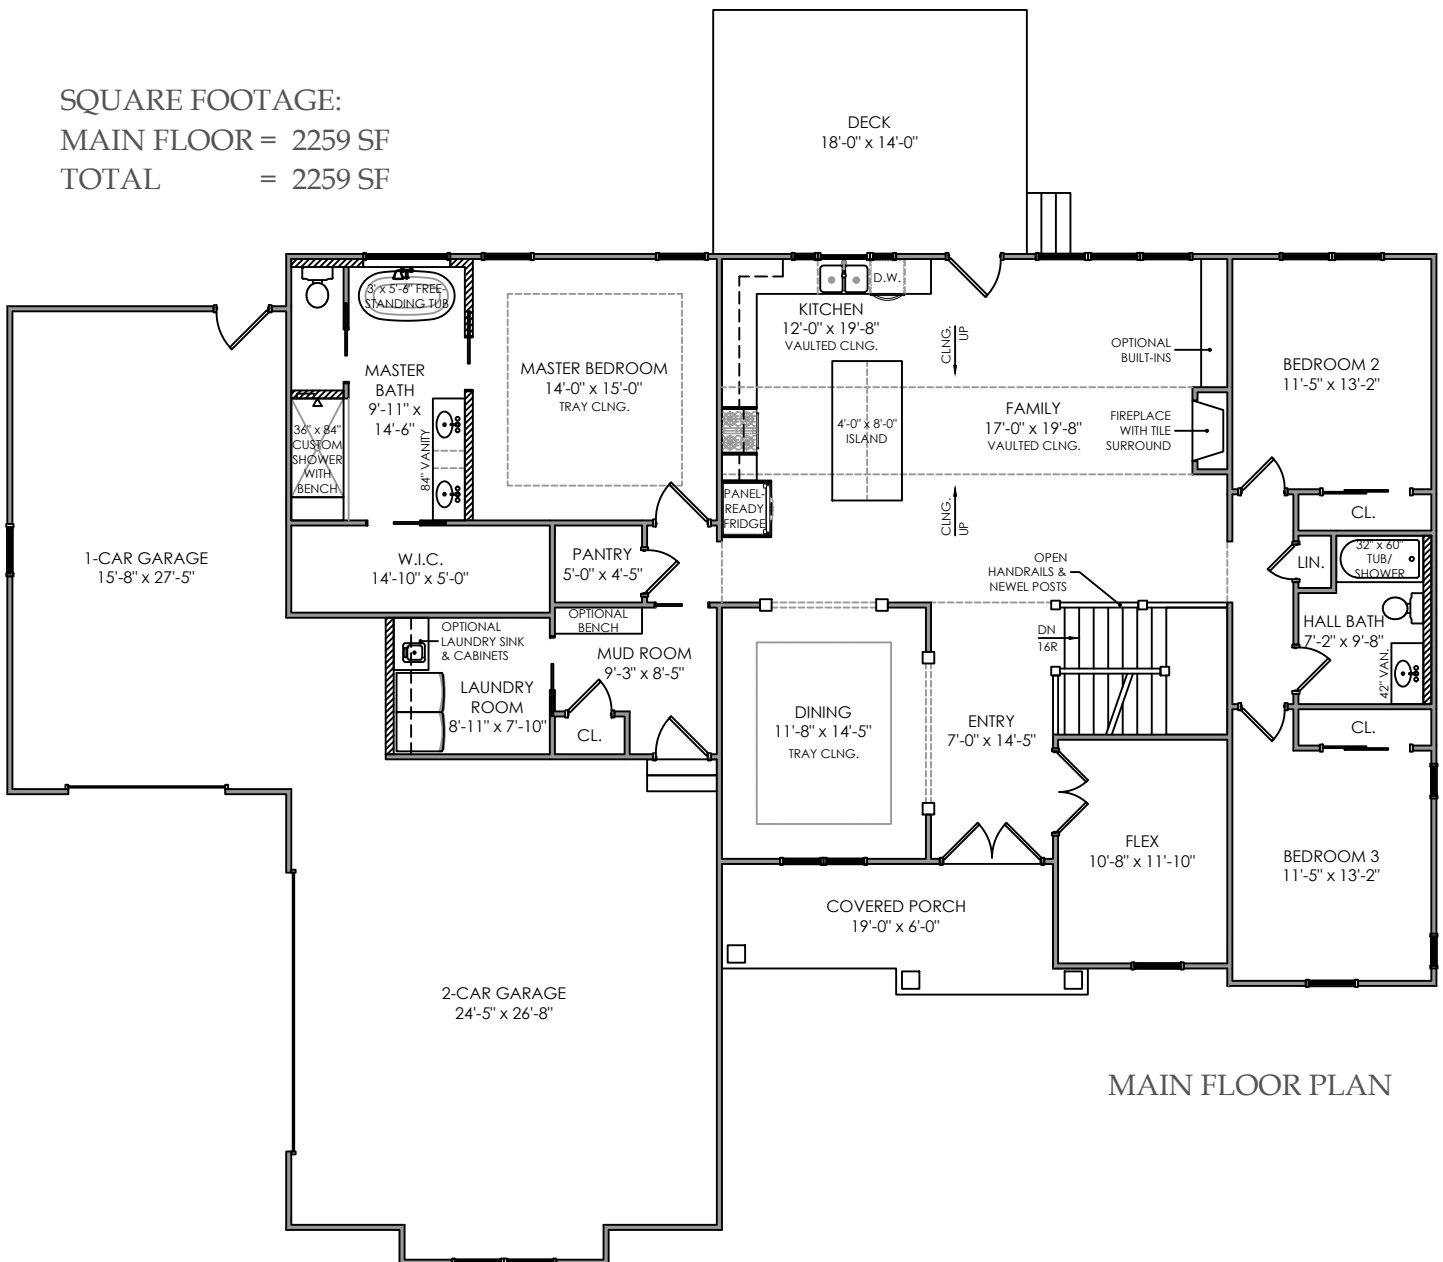 SQUARE FOOTAGE:
MAIN FLOOR = 2259 SF
TOTAL = 2259 SF
DECK
18'-0" x 14'-0"
3' x 5'-6" FREE-
STANDING TUB
MASTER
BATH
9'-11" x
14'-6"
36" x 84"
CUSTOM
SHOWER
WITH
BENCH
84" VANITY
MASTER BEDROOM
14'-0" x 15'-0"
TRAY CLNG.
D.W.
KITCHEN
12'-0" x 19'-8"
VAULTED CLNG.
4'-0" x 8'-0"
ISLAND
PANEL-
READY
FRIDGE
CLNG.
UP
CLNG.
UP
FAMILY
17'-0" x 19'-8"
VAULTED CLNG.
OPTIONAL
BUILT-INS
FIREPLACE
WITH TILE
SURROUND
BEDROOM 2
11'-5" x 13'-2"
CL.
1-CAR GARAGE
15'-8" x 27'-5"
W.I.C.
14'-10" x 5'-0"
PANTRY
5'-0" x 4'-5"
OPTIONAL
BENCH
OPTIONAL
LAUNDRY SINK
& CABINETS
MUD ROOM
9'-3" x 8'-5"
LAUNDRY
ROOM
8'-11" x 7'-10"
CL.
OPEN
HANDRAILS &
NEWEL POSTS
DN
16R
LIN.
32" x 60"
TUB/
SHOWER
HALL BATH
7'-2" x 9'-8"
42" VAN.
CL.
DINING
11'-8" x 14'-5"
TRAY CLNG.
ENTRY
7'-0" x 14'-5"
FLEX
10'-8" x 11'-10"
BEDROOM 3
11'-5" x 13'-2"
COVERED PORCH
19'-0" x 6'-0"
2-CAR GARAGE
24'-5" x 26'-8"
MAIN FLOOR PLAN